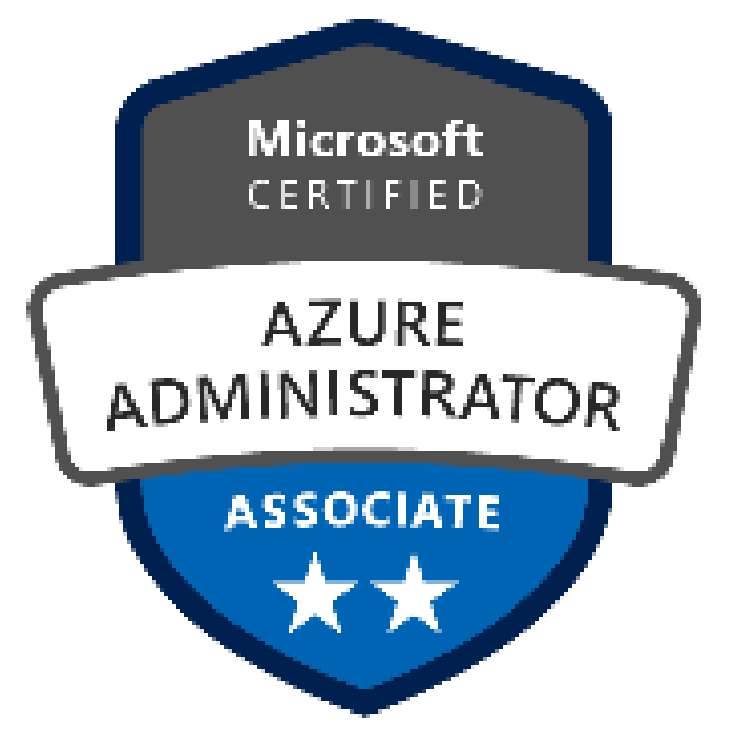 Microsoft
CERTIFIED
AZURE
ADMINISTRATOR
ASSOCIATE